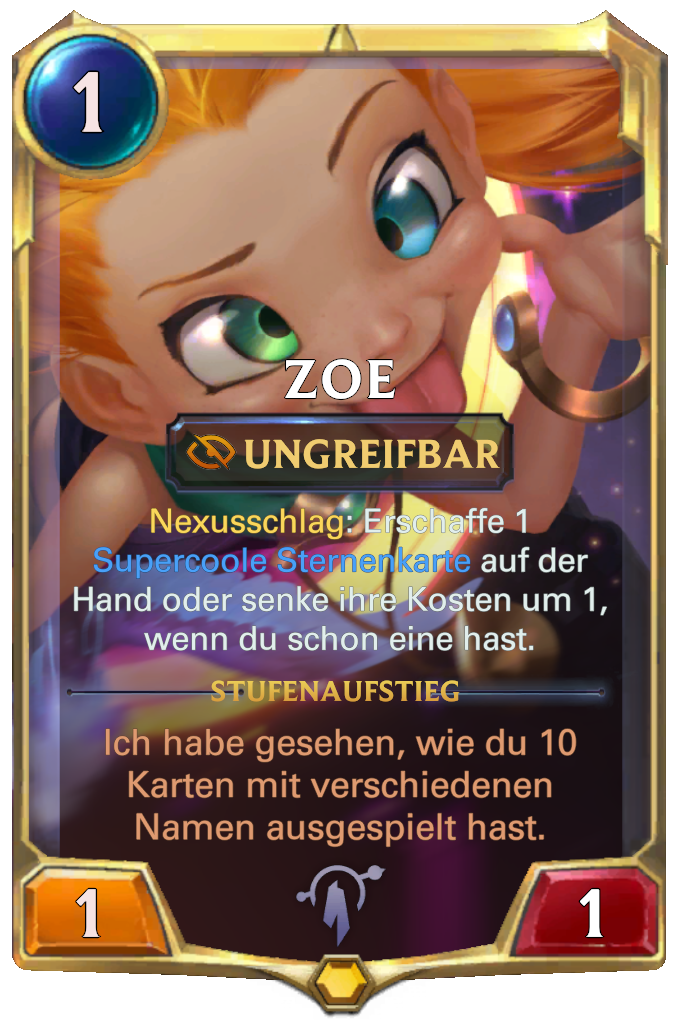 1
ZOE
UNGREIFBAR
Nexusschlag: Erschaffe 1
Supercoole Sternenkarte auf der
Hand oder senke ihre Kosten um 1,
wenn du schon eine hast.
STUFENAUFSTIEG
Ich habe gesehen, wie du 10
Karten mit verschiedenen
Namen ausgespielt hast.
1
1